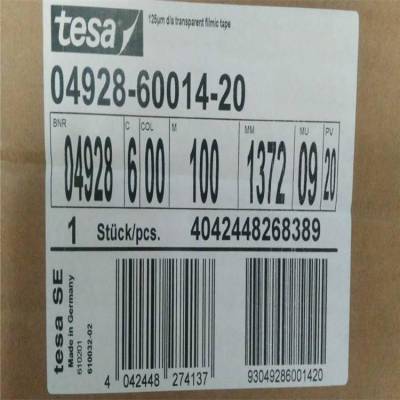 tesa
125µm d/s transparent filmic tape
04928-60014-20
BNR C COL M MM MU PV
04928 6 00 100 1372 09 20
1 Stück/pcs. 4042448268389
tesa SE
Made in Germany
610201
610032-02
4 042448 274137
93049286001420